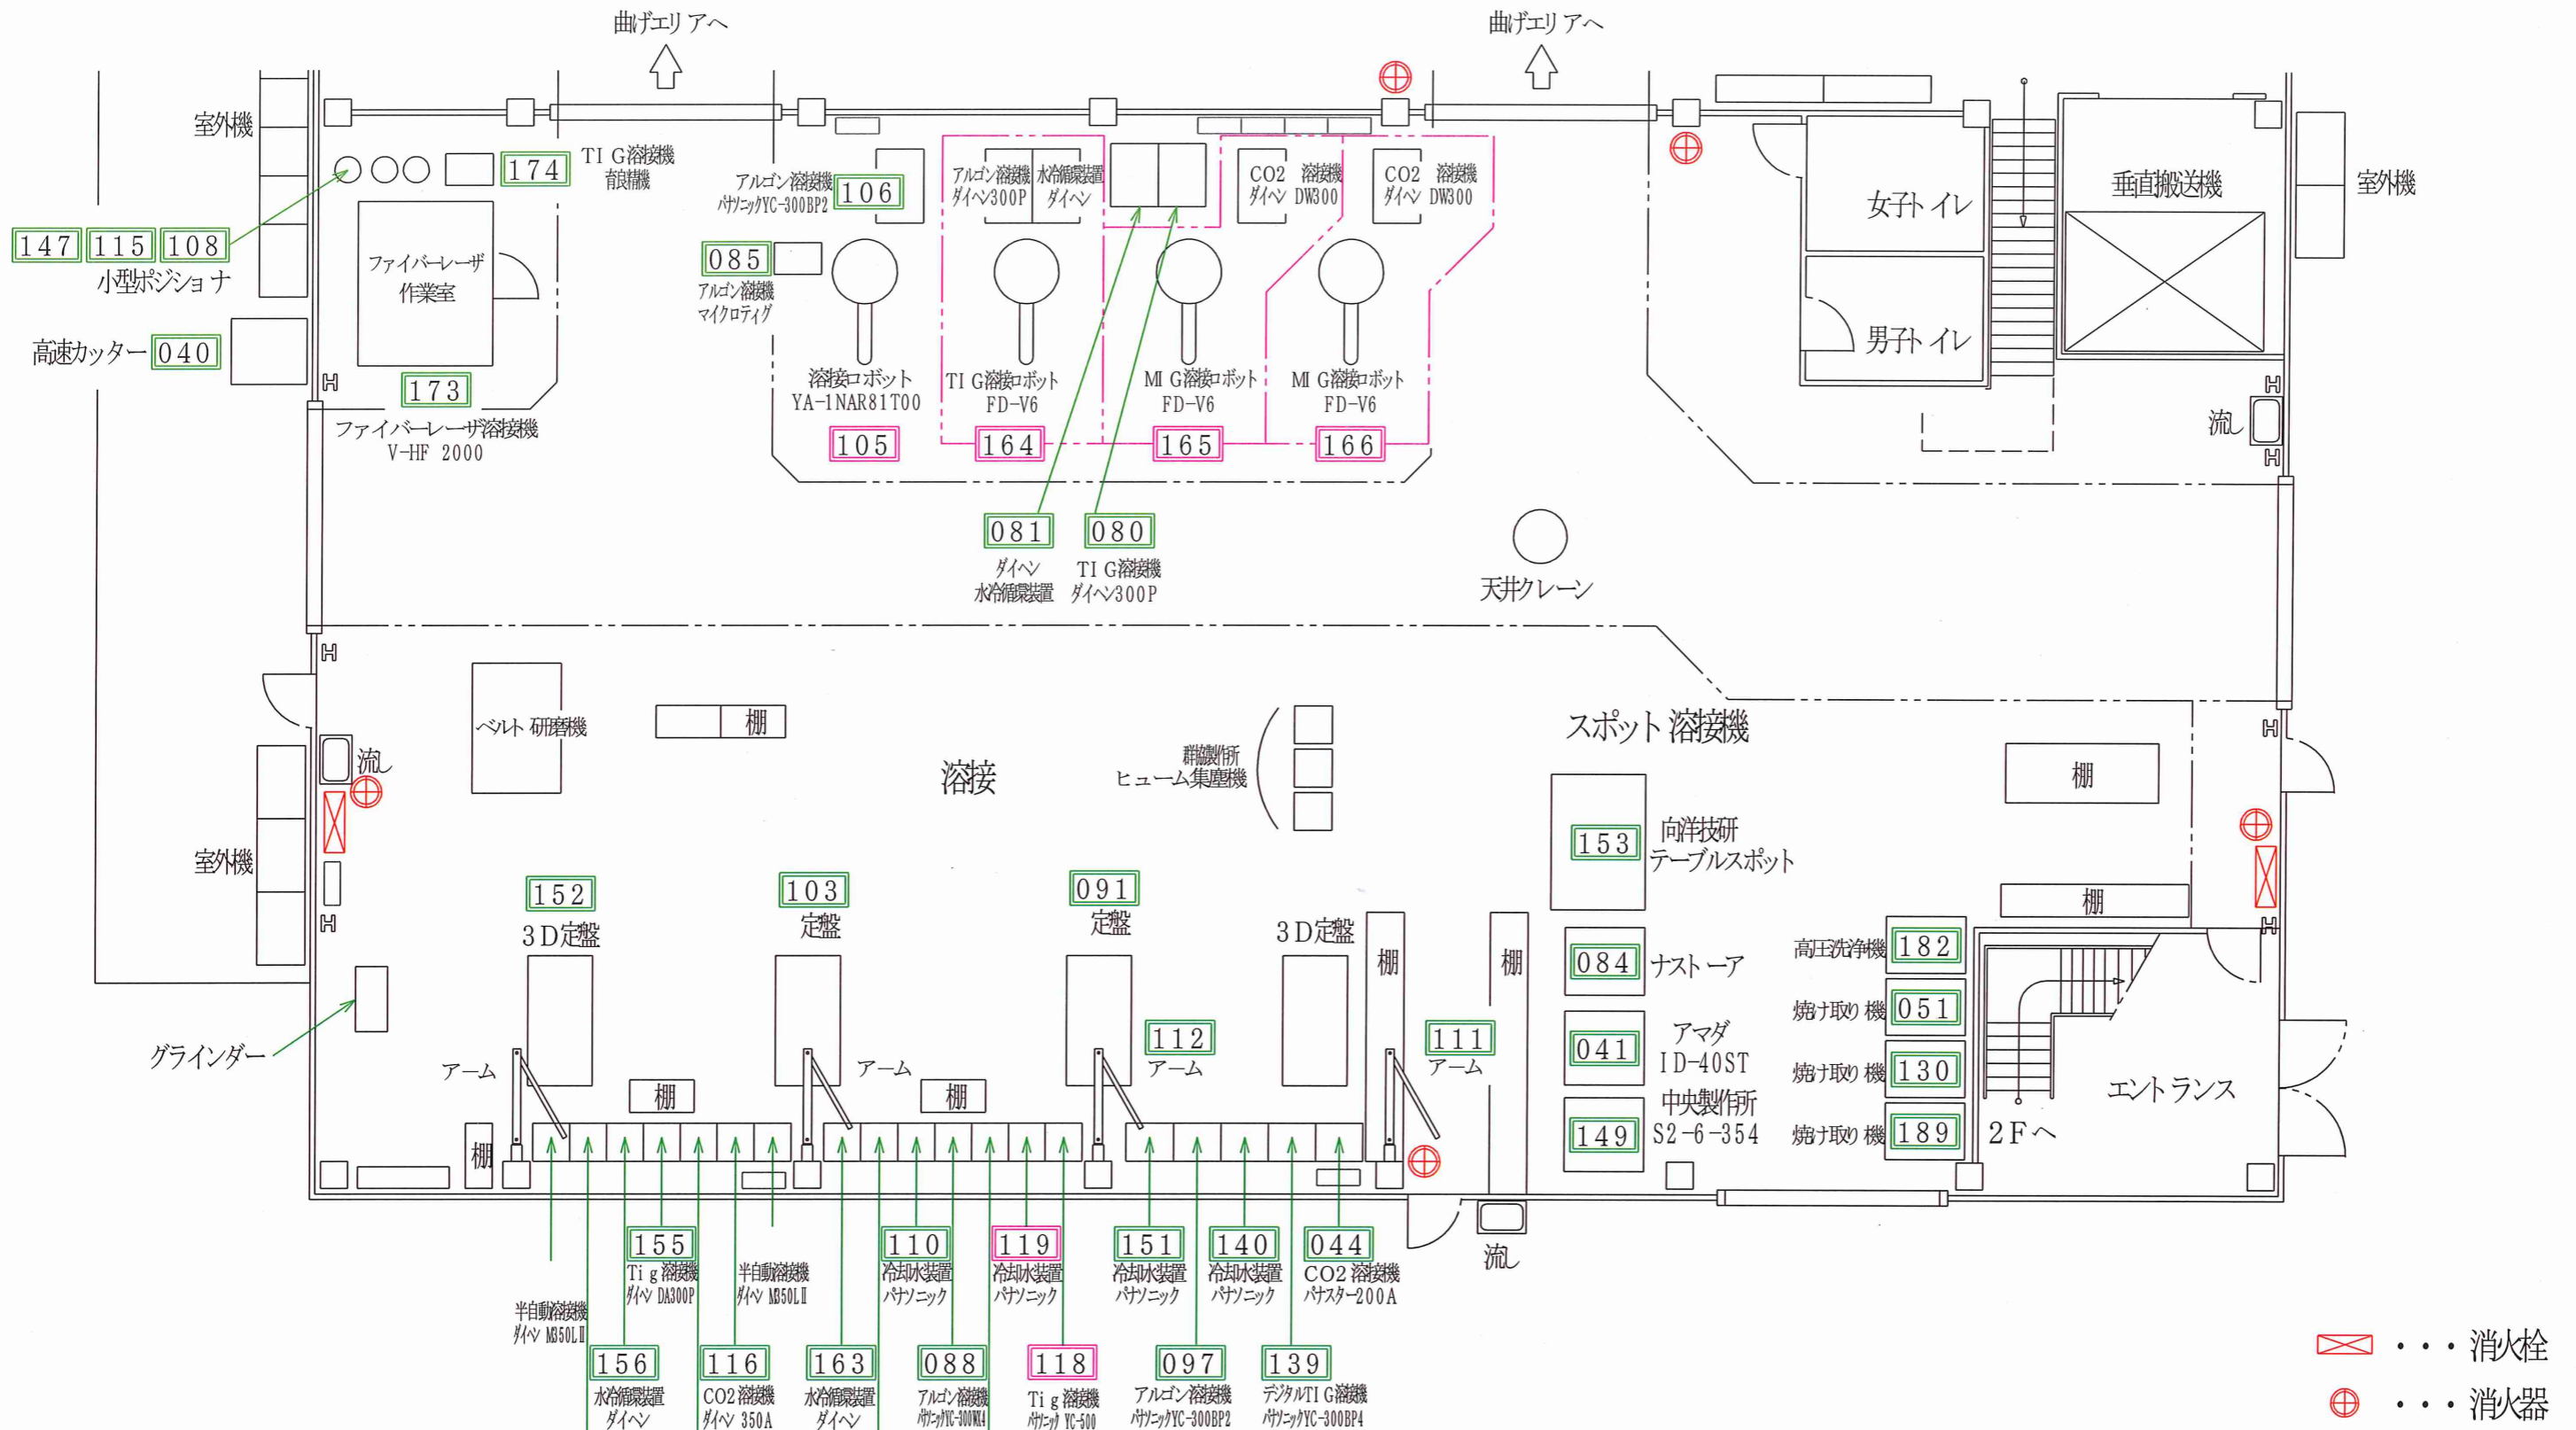 曲げエリアへ
曲げエリアへ
室外機
174
TIG溶接機
育良精機
147
115
108
小型ポジショナ
ファイバーレーザ
作業室
高速カッター
040
173
ファイバーレーザ溶接機
V-HF 2000
アルゴン溶接機
パナソニックYC-300BP2
106
085
アルゴン溶接機
マイクロティグ
アルゴン溶接機
ダイヘン300P
水冷循環装置
ダイヘン
CO2 溶接機
ダイヘン DW300
CO2 溶接機
ダイヘン DW300
溶接ロボット
YA-1NAR81T00
105
TIG溶接ロボット
FD-V6
164
MIG溶接ロボット
FD-V6
165
MIG溶接ロボット
FD-V6
166
081
ダイヘン
水冷循環装置
080
TIG溶接機
ダイヘン300P
女子トイレ
男子トイレ
垂直搬送機
室外機
流し
天井クレーン
ベルト研磨機
棚
溶接
群協製作所
ヒューム集塵機
スポット溶接機
棚
流し
室外機
153
向洋技研
テーブルスポット
棚
152
3D定盤
103
定盤
091
定盤
3D定盤
棚
棚
084
ナストーア
高圧洗浄機
182
051
焼け取り機
グラインダー
アーム
アーム
112
アーム
111
アーム
041
アマダ
ID-40ST
焼け取り機
130
棚
棚
棚
149
中央製作所
S2-6-354
焼け取り機
189
2Fへ
エントランス
155
Tig溶接機
ダイヘン DA300P
半自動溶接機
ダイヘン M350LⅡ
110
冷却水装置
パナソニック
119
冷却水装置
パナソニック
151
冷却水装置
パナソニック
140
冷却水装置
パナソニック
044
CO2溶接機
パナスター200A
流し
半自動溶接機
ダイヘン M350LⅡ
156
水冷循環装置
ダイヘン
116
CO2溶接機
ダイヘン 350A
163
水冷循環装置
ダイヘン
088
アルゴン溶接機
パナソニックYC-300WX4
118
Tig溶接機
パナソニック YC-500
097
アルゴン溶接機
パナソニックYC-300BP2
139
デジタルTIG溶接機
パナソニックYC-300BP4
・・・消火栓
・・・消火器